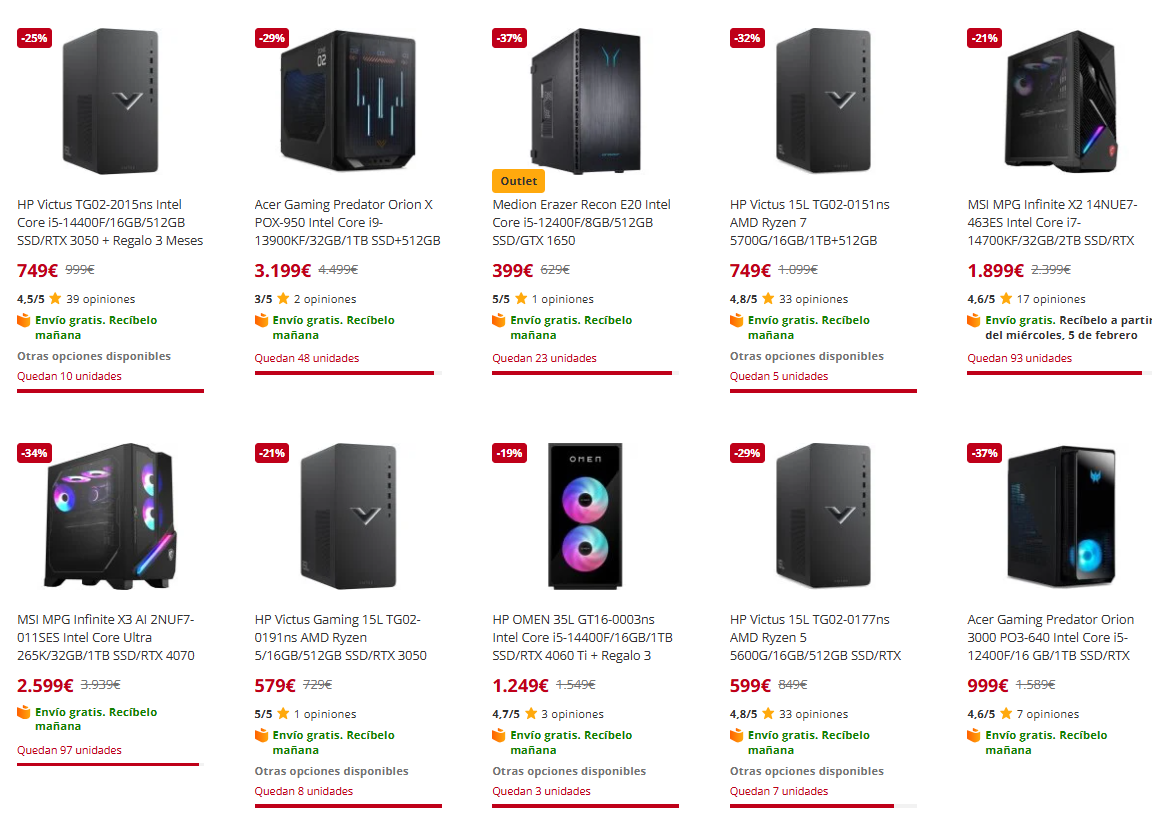 -25%
HP Victus TG02-2015ns Intel
Core i5-14400F/16GB/512GB
SSD/RTX 3050 + Regalo 3 Meses
749€ 999€
4,5/5 39 opiniones
Envío gratis. Recíbelo
mañana
Otras opciones disponibles
Quedan 10 unidades
-29%
02
Acer Gaming Predator Orion X
POX-950 Intel Core i9-
13900KF/32GB/1TB SSD+512GB
3.199€ 4.499€
3/5 2 opiniones
Envío gratis. Recíbelo
mañana
Quedan 48 unidades
-37%
Outlet
Medion Erazer Recon E20 Intel
Core i5-12400F/8GB/512GB
SSD/GTX 1650
399€ 629€
5/5 1 opiniones
Envío gratis. Recíbelo
mañana
Quedan 23 unidades
-32%
HP Victus 15L TG02-0151ns
AMD Ryzen 7
5700G/16GB/1TB+512GB
749€ 1.099€
4,8/5 33 opiniones
Envío gratis. Recíbelo
mañana
Otras opciones disponibles
Quedan 5 unidades
-21%
MSI MPG Infinite X2 14NUE7-
463ES Intel Core i7-
14700KF/32GB/2TB SSD/RTX
1.899€ 2.399€
4,6/5 17 opiniones
Envío gratis. Recíbelo a partir
del miércoles, 5 de febrero
Quedan 93 unidades
-34%
MSI MPG Infinite X3 AI 2NUF7-
011SES Intel Core Ultra
265K/32GB/1TB SSD/RTX 4070
2.599€ 3.939€
Envío gratis. Recíbelo
mañana
Quedan 97 unidades
-21%
HP Victus Gaming 15L TG02-
0191ns AMD Ryzen
5/16GB/512GB SSD/RTX 3050
579€ 729€
5/5 1 opiniones
Envío gratis. Recíbelo
mañana
Otras opciones disponibles
Quedan 8 unidades
-19%
OMEN
HP OMEN 35L GT16-0003ns
Intel Core i5-14400F/16GB/1TB
SSD/RTX 4060 Ti + Regalo 3
1.249€ 1.549€
4,7/5 3 opiniones
Envío gratis. Recíbelo
mañana
Otras opciones disponibles
Quedan 3 unidades
-29%
HP Victus 15L TG02-0177ns
AMD Ryzen 5
5600G/16GB/512GB SSD/RTX
599€ 849€
4,8/5 33 opiniones
Envío gratis. Recíbelo
mañana
Otras opciones disponibles
Quedan 7 unidades
-37%
Acer Gaming Predator Orion
3000 PO3-640 Intel Core i5-
12400F/16 GB/1TB SSD/RTX
999€ 1.589€
4,6/5 7 opiniones
Envío gratis. Recíbelo
mañana